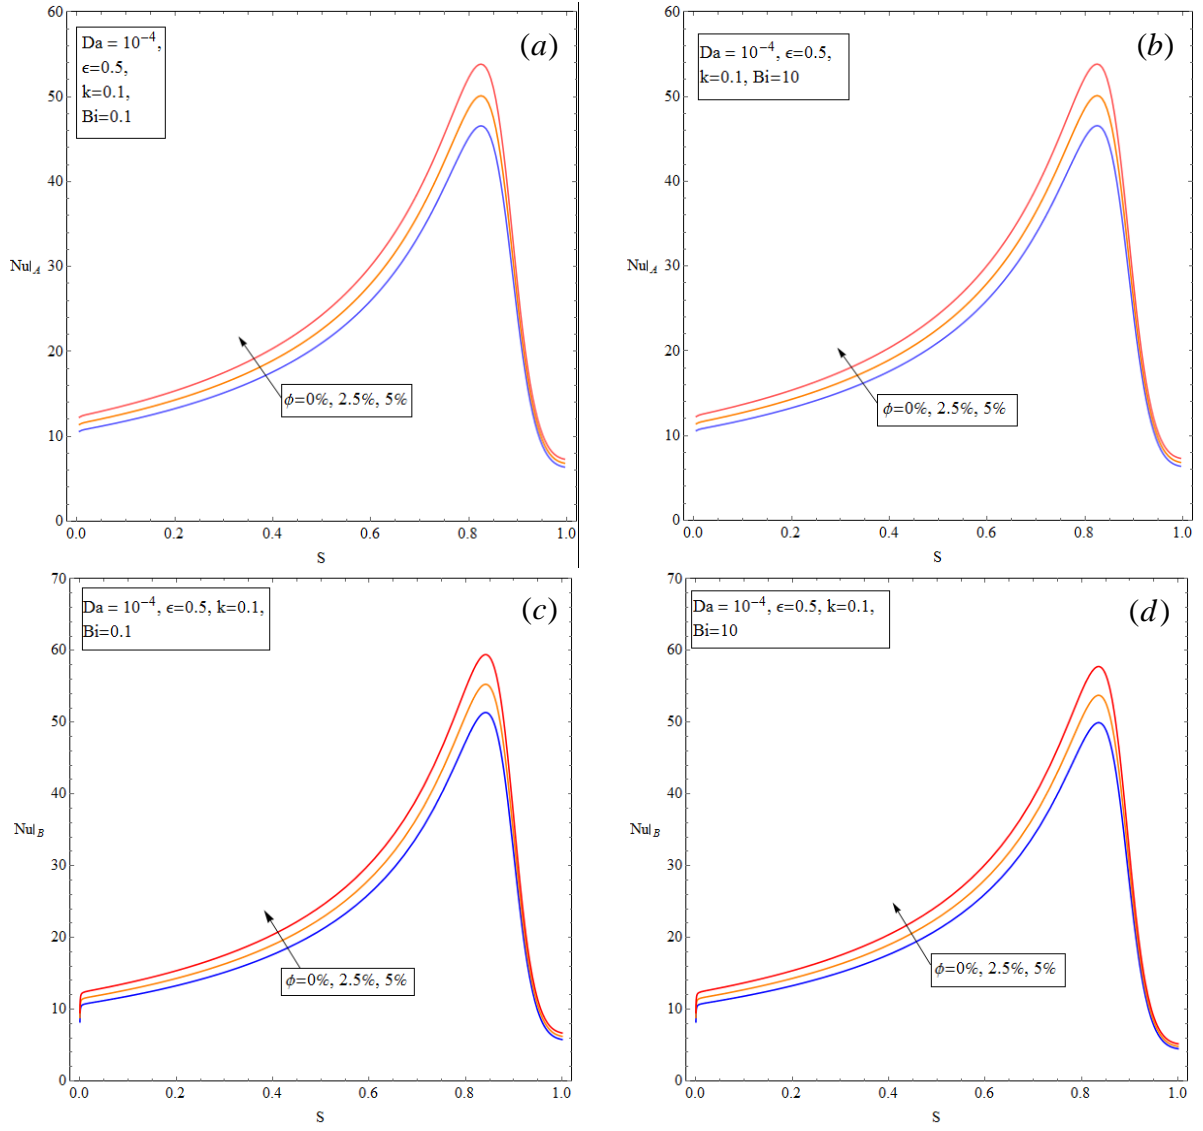 (a)
Da = 10⁻⁴,
ϵ=0.5,
k=0.1,
Bi=0.1
60
50
40
30
20
10
0
Nu|A
ϕ=0%, 2.5%, 5%
0.0 0.2 0.4 0.6 0.8 1.0
S
(b)
Da = 10⁻⁴, ϵ=0.5,
k=0.1, Bi=10
60
50
40
30
20
10
0
Nu|A
ϕ=0%, 2.5%, 5%
0.0 0.2 0.4 0.6 0.8 1.0
S
(c)
Da = 10⁻⁴, ϵ=0.5, k=0.1,
Bi=0.1
70
60
50
40
30
20
10
0
Nu|B
ϕ=0%, 2.5%, 5%
0.0 0.2 0.4 0.6 0.8 1.0
S
(d)
Da = 10⁻⁴, ϵ=0.5, k=0.1,
Bi=10
70
60
50
40
30
20
10
0
Nu|B
ϕ=0%, 2.5%, 5%
0.0 0.2 0.4 0.6 0.8 1.0
S